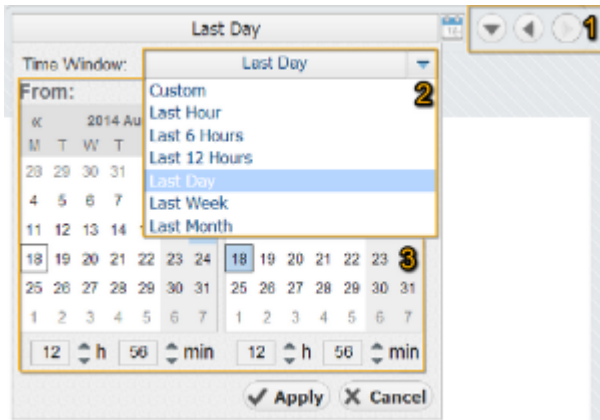 Last Day
1
Time Window: Last Day
2
From:
Custom
Last Hour
Last 6 Hours
Last 12 Hours
Last Day
Last Week
Last Month
« 2014 Au
M T W T
28 29 30 31
4 5 6 7
11 12 13 14
18 19 20 21 22 23 24 18 19 20 21 22 23 3
25 26 27 28 29 30 31 25 26 27 28 29 30 31
1 2 3 4 5 6 7 1 2 3 4 5 6 7
12 h 56 min 12 h 56 min
Apply Cancel